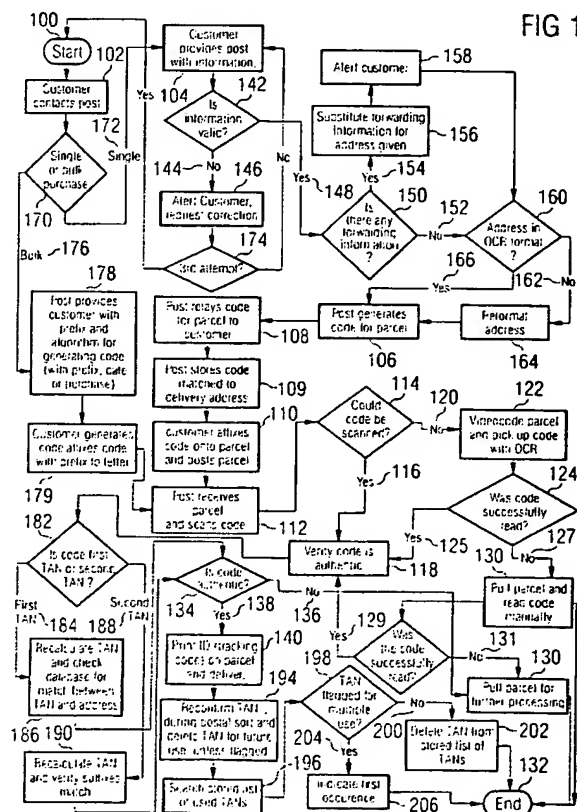 FIG 1
100
Start
102
Customer
contacts post
172
Single
Single
or bulk
purchase
170
Bulk
176
178
Post provides
customer with
prefix and
algorithm for
generating code
(with prefix, date
of purchase)
Customer generates
code affixes code
with prefix to letter
179
Customer
provides post
with information
104
142
Is
information
valid?
Yes
No
144
No
146
Alert Customer,
request correction
174
3rd attempt?
Yes
148
158
Alert customer
Substitute forwarding
information for
address given
156
154
Yes
150
Is
there any
forwarding
information
?
152
No
160
Address
in OCR format
?
166
Yes
162
No
Reformat
address
164
Post generates
code for parcel
106
Post relays code
for parcel to
customer
108
Post stores code
matched to
delivery address
109
110
Customer affixes
code onto parcel
and posts parcel
Post receives
parcel
and scans code
112
114
Could
code be
scanned?
120
No
116
Yes
122
Videocode parcel
and pick up code
with OCR
124
Was code
successfully
read?
Yes
125
No
127
Verify code is
authentic
118
130
Pull parcel and
read code
manually
129
Yes
Was
the code
successfully
read?
131
No
130
Pull parcel for
further processing
182
Is code first
TAN or second
TAN ?
First
TAN
184
Second
TAN
188
Recalculate TAN
and check
database for
match between
TAN and address
186
190
Recalculate TAN
and verify suffixes
match
Is code
authentic?
134
138
Yes
No
136
140
Print ID tracking
codes on parcel
and deliver
194
Reconfirm TAN
during postal sort and
delete TAN for future
use, unless flagged
Search stored list
of used TANs
196
198
TAN
flagged for
multiple
use?
No
200
204
Yes
Delete TAN from
stored list of
TANs
202
Indicate first
occurence
206
End
132